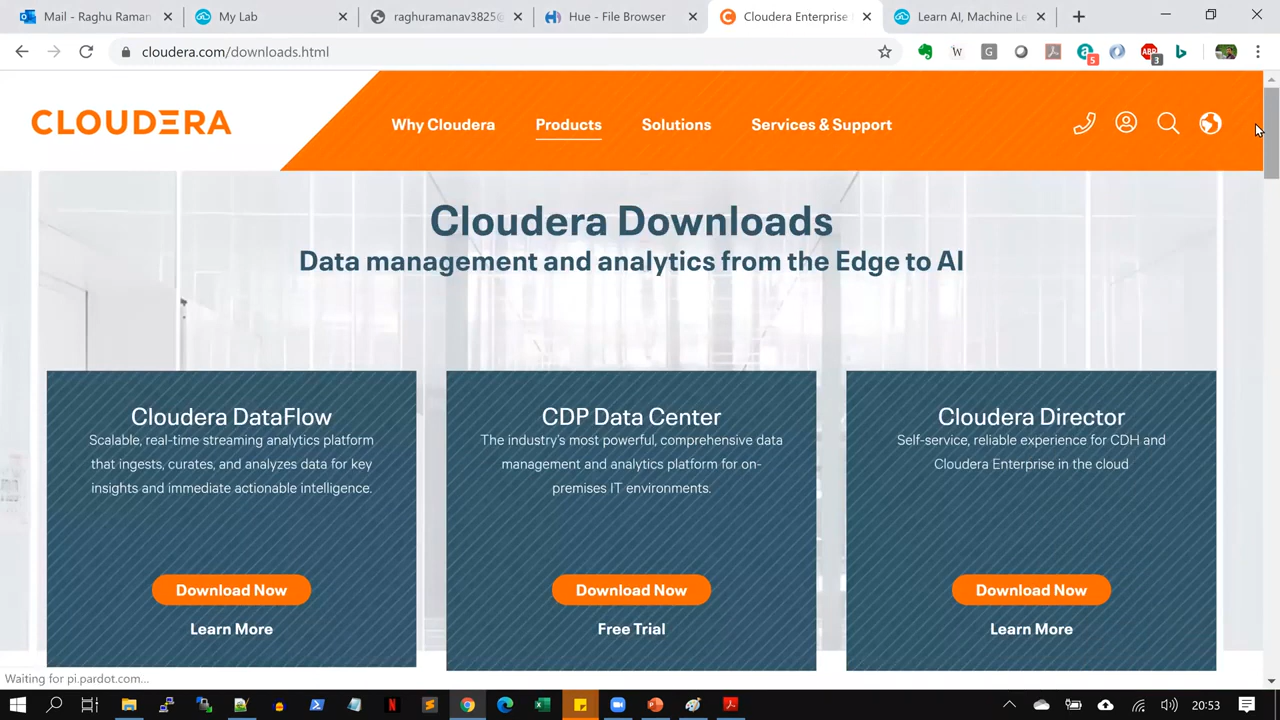 Mail - Raghu Raman
My Lab
raghuramanav3825@
Hue - File Browser
Cloudera Enterprise
Learn AI, Machine Le
cloudera.com/downloads.html
W
G
a
5
ABP
3
CLOUDERA
Why Cloudera
Products
Solutions
Services & Support
Cloudera Downloads
Data management and analytics from the Edge to AI
Cloudera DataFlow
Scalable, real-time streaming analytics platform
that ingests, curates, and analyzes data for key
insights and immediate actionable intelligence.
Download Now
Learn More
CDP Data Center
The industry's most powerful, comprehensive data
management and analytics platform for on-
premises IT environments.
Download Now
Free Trial
Cloudera Director
Self-service, reliable experience for CDH and
Cloudera Enterprise in the cloud
Download Now
Learn More
Waiting for pi.pardot.com...
20:53